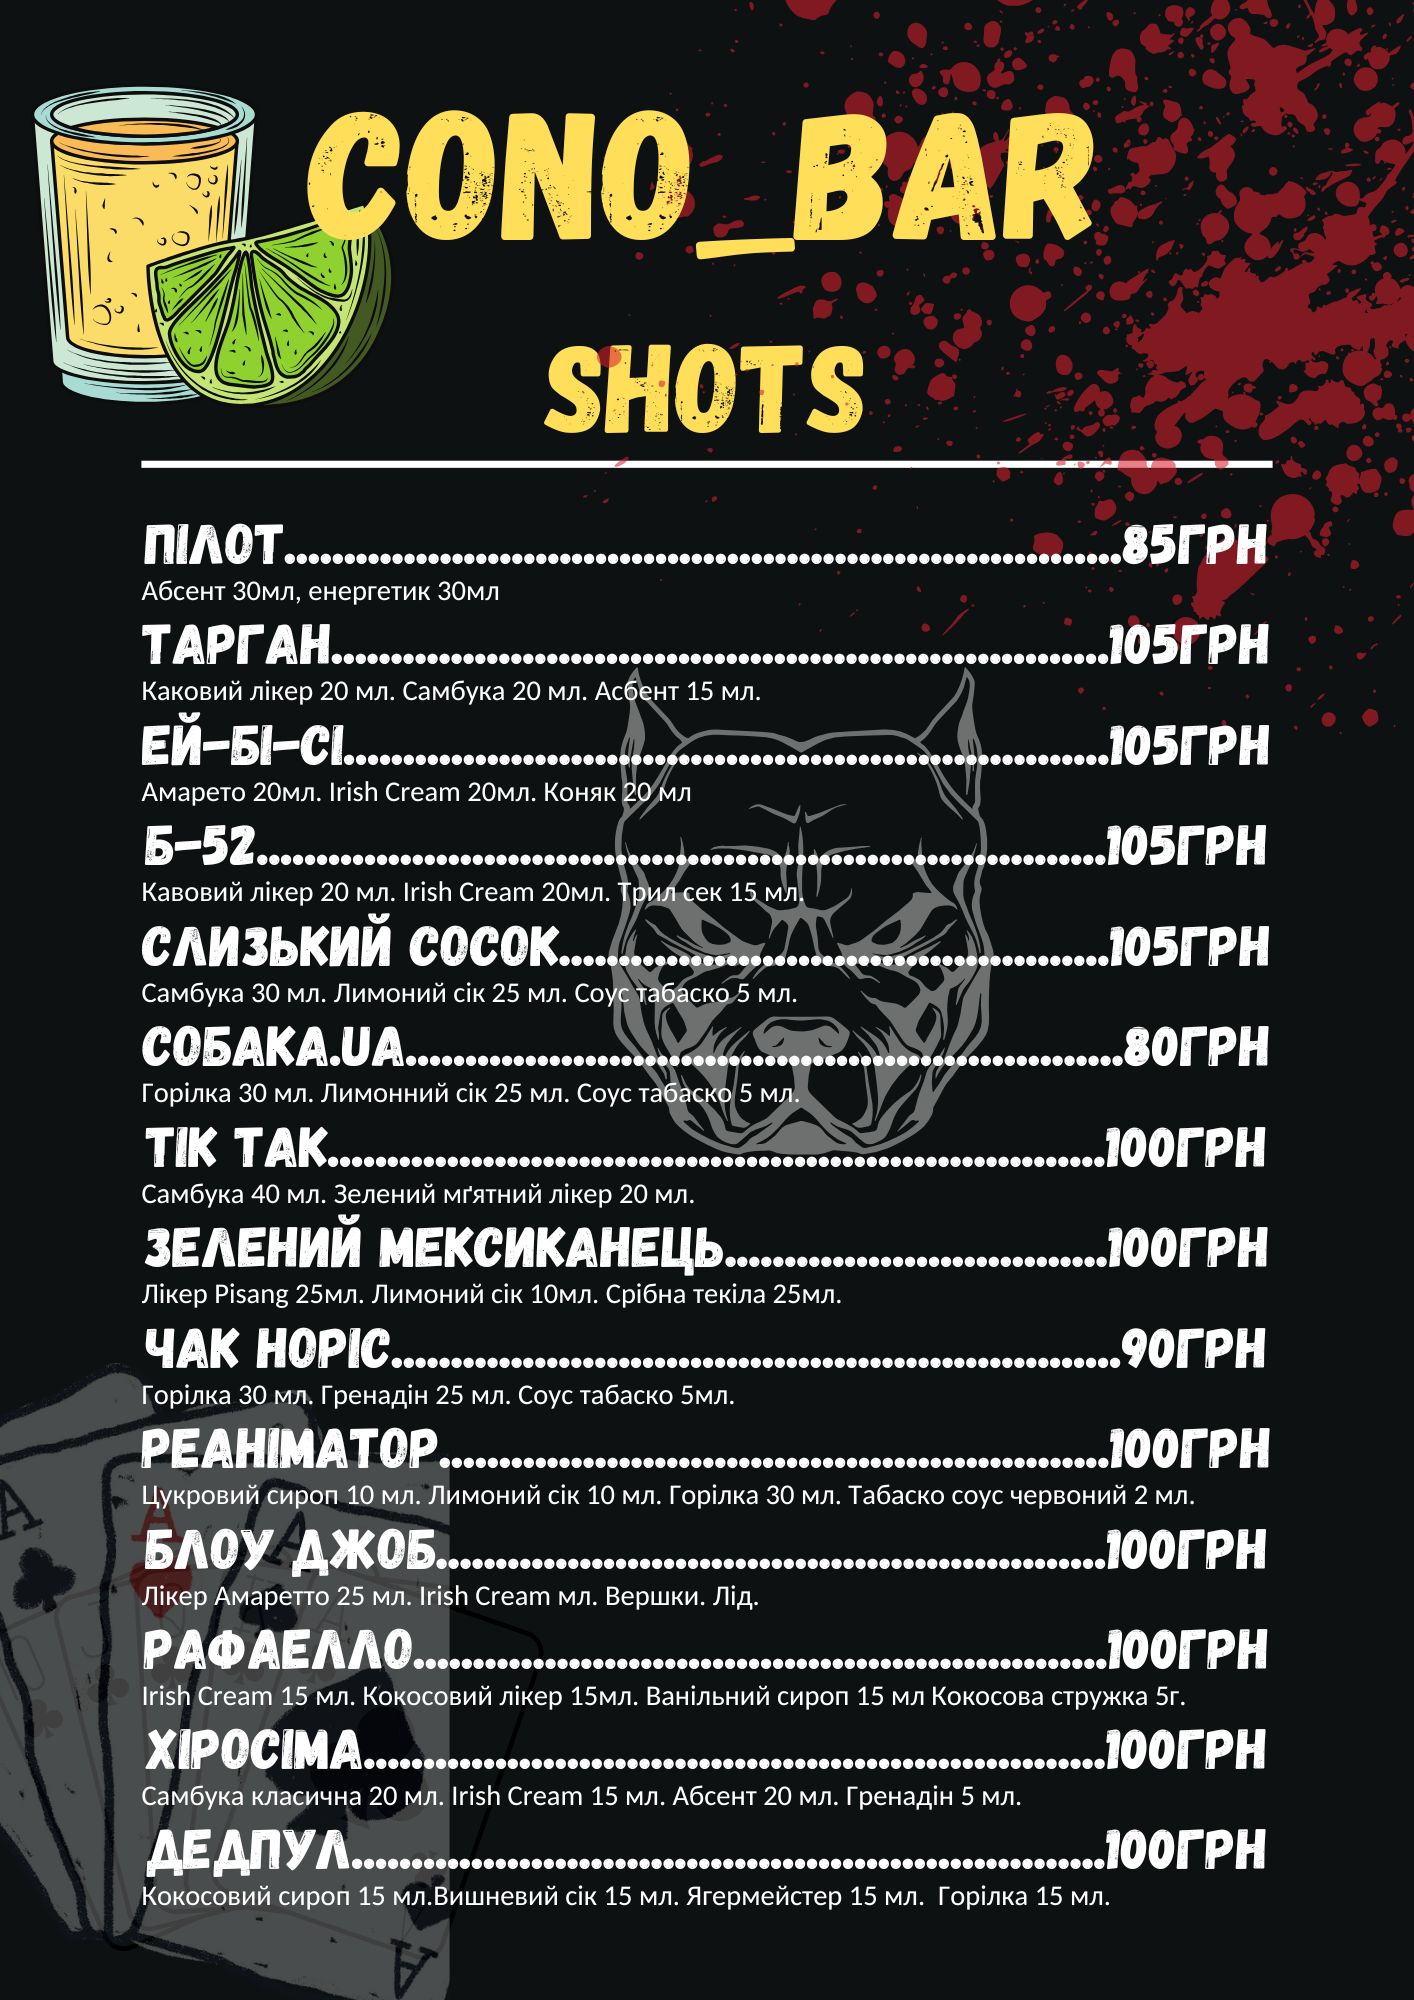 CONO_BAR
SHOTS
ПІЛОТ......................................................................85ГРН
Абсент 30мл, енергетик 30мл
ТАРГАН.................................................................105ГРН
Каковий лікер 20 мл. Самбука 20 мл. Асбент 15 мл.
ЕЙ-БІ-СІ................................................................105ГРН
Амарето 20мл. Irish Cream 20мл. Коняк 20 мл
Б-52.......................................................................105ГРН
Кавовий лікер 20 мл. Irish Cream 20мл. Трил сек 15 мл.
СЛИЗЬКИЙ СОСОК..............................................105ГРН
Самбука 30 мл. Лимоний сік 25 мл. Соус табаско 5 мл.
СОБАКА.UA............................................................80ГРН
Горілка 30 мл. Лимонний сік 25 мл. Соус табаско 5 мл.
ТІК ТАК.................................................................100ГРН
Самбука 40 мл. Зелений мґятний лікер 20 мл.
ЗЕЛЕНИЙ МЕКСИКАНЕЦЬ................................100ГРН
Лікер Pisang 25мл. Лимоний сік 10мл. Срібна текіла 25мл.
ЧАК НОРІС.............................................................90ГРН
Горілка 30 мл. Гренадін 25 мл. Соус табаско 5мл.
РЕАНІМАТОР........................................................100ГРН
Цукровий сироп 10 мл. Лимоний сік 10 мл. Горілка 30 мл. Табаско соус червоний 2 мл.
БЛОУ ДЖОБ........................................................100ГРН
Лікер Амаретто 25 мл. Irish Cream мл. Вершки. Лід.
РАФАЕЛЛО..........................................................100ГРН
Irish Cream 15 мл. Кокосовий лікер 15мл. Ванільний сироп 15 мл Кокосова стружка 5г.
ХІРОСІМА..............................................................100ГРН
Самбука класична 20 мл. Irish Cream 15 мл. Абсент 20 мл. Гренадін 5 мл.
ДЕДПУЛ...............................................................100ГРН
Кокосовий сироп 15 мл.Вишневий сік 15 мл. Ягермейстер 15 мл.  Горілка 15 мл.